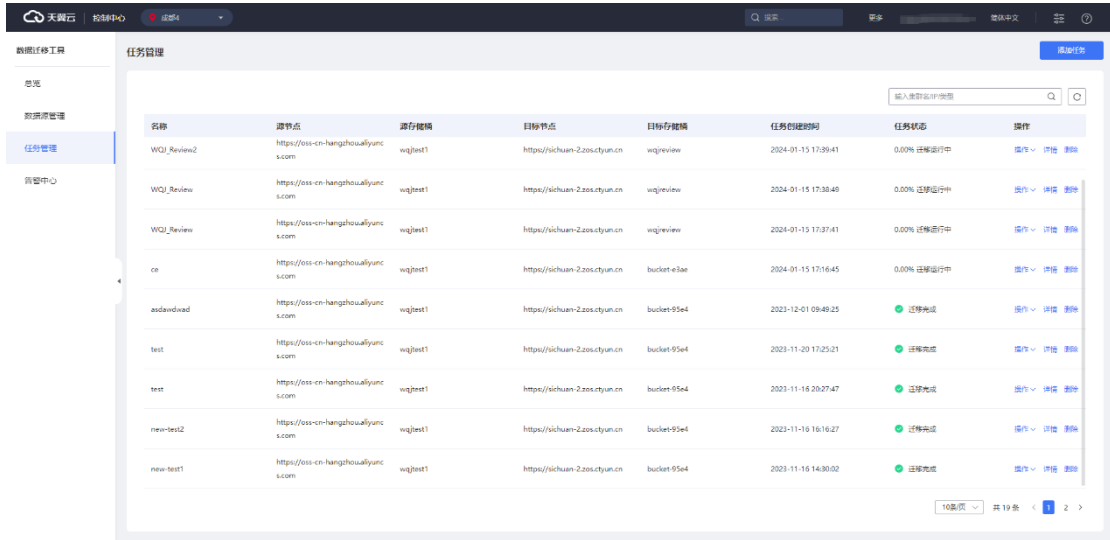 天翼云 控制中心 成都4 搜索 更多 简体中文
数据迁移工具
总览
数据源管理
任务管理
告警中心
任务管理 添加任务
输入集群名/IP/类型
名称 源节点 源存储桶 目标节点 目标存储桶 任务创建时间 任务状态 操作
WQJ_Review2 https://oss-cn-hangzhou.aliyunc wqjtest1 https://sichuan-2.zos.ctyun.cn wqjreview 2024-01-15 17:39:41 0.00% 迁移运行中 操作 详情 删除
s.com
WQJ_Review https://oss-cn-hangzhou.aliyunc wqjtest1 https://sichuan-2.zos.ctyun.cn wqjreview 2024-01-15 17:38:49 0.00% 迁移运行中 操作 详情 删除
s.com
WQJ_Review https://oss-cn-hangzhou.aliyunc wqjtest1 https://sichuan-2.zos.ctyun.cn wqjreview 2024-01-15 17:37:41 0.00% 迁移运行中 操作 详情 删除
s.com
ce https://oss-cn-hangzhou.aliyunc wqjtest1 https://sichuan-2.zos.ctyun.cn bucket-e3ae 2024-01-15 17:16:45 0.00% 迁移运行中 操作 详情 删除
s.com
asdawdwad https://oss-cn-hangzhou.aliyunc wqjtest1 https://sichuan-2.zos.ctyun.cn bucket-95e4 2023-12-01 09:49:25 迁移完成 操作 详情 删除
s.com
test https://oss-cn-hangzhou.aliyunc wqjtest1 https://sichuan-2.zos.ctyun.cn bucket-95e4 2023-11-20 17:25:21 迁移完成 操作 详情 删除
s.com
test https://oss-cn-hangzhou.aliyunc wqjtest1 https://sichuan-2.zos.ctyun.cn bucket-95e4 2023-11-16 20:27:47 迁移完成 操作 详情 删除
s.com
new-test2 https://oss-cn-hangzhou.aliyunc wqjtest1 https://sichuan-2.zos.ctyun.cn bucket-95e4 2023-11-16 16:16:27 迁移完成 操作 详情 删除
s.com
new-test1 https://oss-cn-hangzhou.aliyunc wqjtest1 https://sichuan-2.zos.ctyun.cn bucket-95e4 2023-11-16 14:30:02 迁移完成 操作 详情 删除
s.com
10条/页 共 19 条 1 2